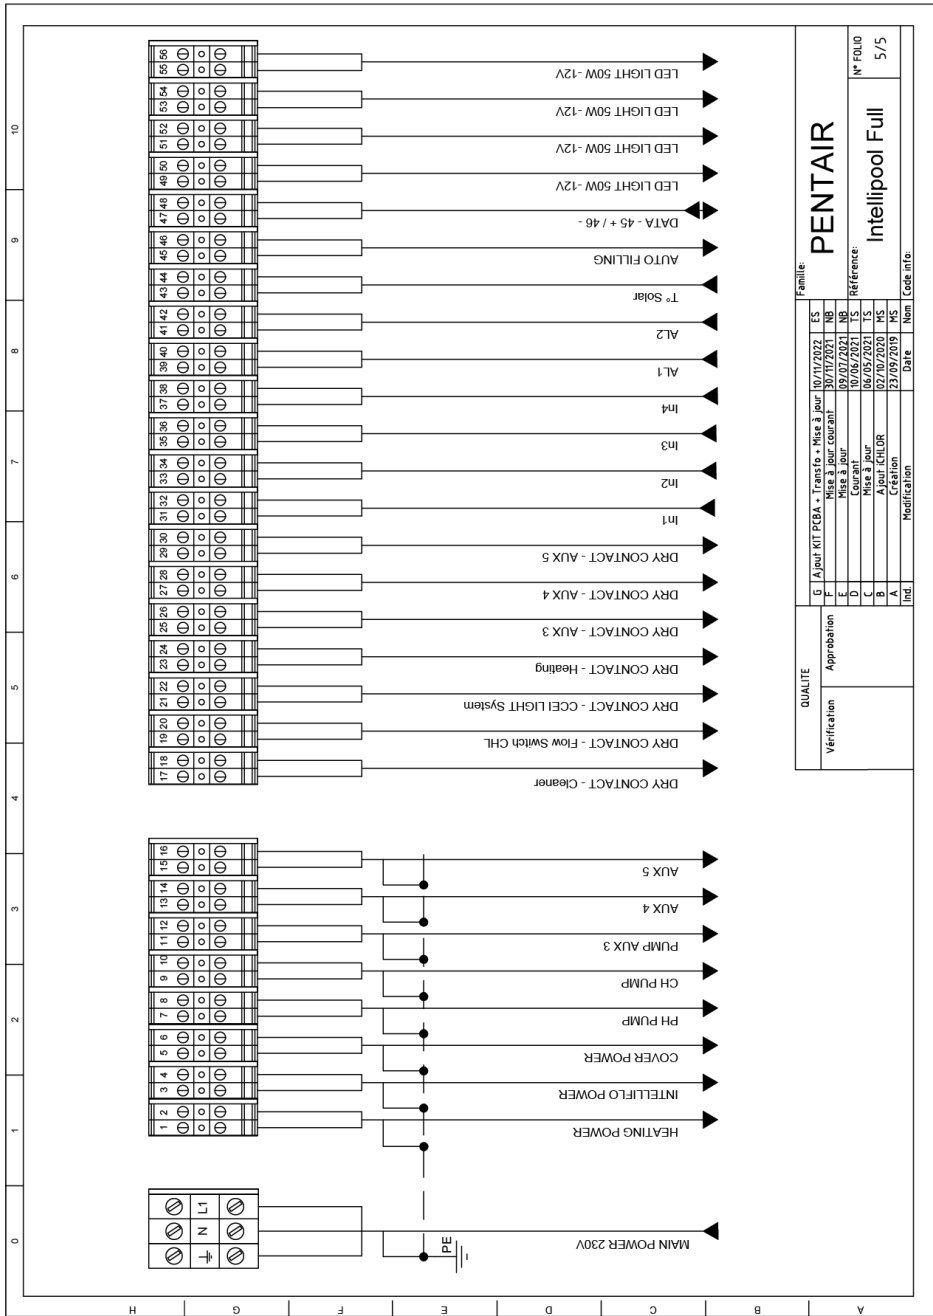 0
1
2
3
4
5
6
7
8
9
10
H
G
F
E
D
C
B
A
N
L1
PE
MAIN POWER 230V
1 2
HEATING POWER
3 4
INTELLIFLO POWER
5 6
COVER POWER
7 8
PH PUMP
9 10
CH PUMP
11 12
PUMP AUX 3
13 14
AUX 4
15 16
AUX 5
17 18
DRY CONTACT - Cleaner
19 20
DRY CONTACT - Flow Switch CHL
21 22
DRY CONTACT - CCEI LIGHT System
23 24
DRY CONTACT - Heating
25 26
DRY CONTACT - AUX 3
27 28
DRY CONTACT - AUX 4
29 30
DRY CONTACT - AUX 5
31 32
In1
33 34
In2
35 36
In3
37 38
In4
39 40
AL1
41 42
AL2
43 44
T° Solar
45 46
AUTO FILLING
47 48
DATA - 45 + / 46 -
49 50
LED LIGHT 50W -12V
51 52
LED LIGHT 50W -12V
53 54
LED LIGHT 50W -12V
55 56
LED LIGHT 50W -12V
QUALITE
Vérification
Approbation
G Ajout KIT PCBA + Transfo + Mise à jour 10/11/2022 ES
F Mise à jour courant 30/11/2021 NB
E Mise à jour 09/07/2021 NB
D Courant 10/06/2021 TS
C Mise à jour 06/05/2021 TS
B Ajout iCHLOR 02/10/2020 MS
A Création 23/09/2019 MS
Ind. Modification Date Nom
Famille:
PENTAIR
Référence:
Intellipool Full
N° FOLIO
5/5
Code info: